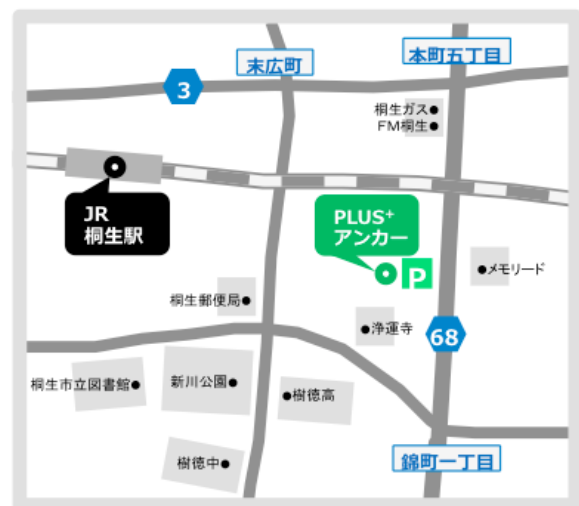 末広町
本町五丁目
3
桐生ガス
FM桐生
JR
桐生駅
PLUS+
アンカー
P
メモリード
桐生郵便局
浄運寺
68
桐生市立図書館
新川公園
樹徳高
樹徳中
錦町一丁目